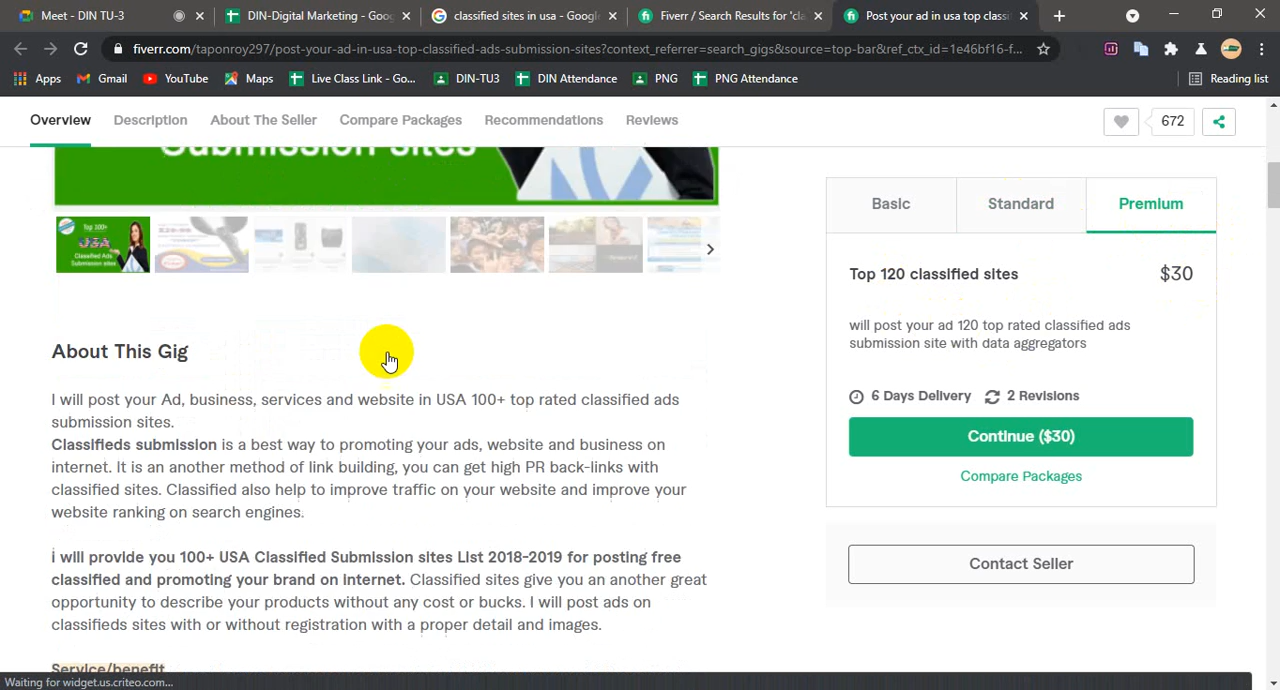 Meet - DIN TU-3
DIN-Digital Marketing - Goog
classified sites in usa - Google
Fiverr / Search Results for 'cla
Post your ad in usa top classi
fiverr.com/taponroy297/post-your-ad-in-usa-top-classified-ads-submission-sites?context_referrer=search_gigs&source=top-bar&ref_ctx_id=1e46bf16-f...
Apps
Gmail
YouTube
Maps
Live Class Link - Go...
DIN-TU3
DIN Attendance
PNG
PNG Attendance
Reading list
Overview
Description
About The Seller
Compare Packages
Recommendations
Reviews
672
Submission sites
Top 100+
USA
Classified Ads
Submission sites
Basic
Standard
Premium
Top 120 classified sites
$30
will post your ad 120 top rated classified ads
submission site with data aggregators
6 Days Delivery
2 Revisions
Continue ($30)
Compare Packages
Contact Seller
About This Gig
I will post your Ad, business, services and website in USA 100+ top rated classified ads
submission sites.
Classifieds submission is a best way to promoting your ads, website and business on
internet. It is an another method of link building, you can get high PR back-links with
classified sites. Classified also help to improve traffic on your website and improve your
website ranking on search engines.
i will provide you 100+ USA Classified Submission sites List 2018-2019 for posting free
classified and promoting your brand on internet. Classified sites give you an another great
opportunity to describe your products without any cost or bucks. I will post ads on
classifieds sites with or without registration with a proper detail and images.
Service/benefit
Waiting for widget.us.criteo.com...